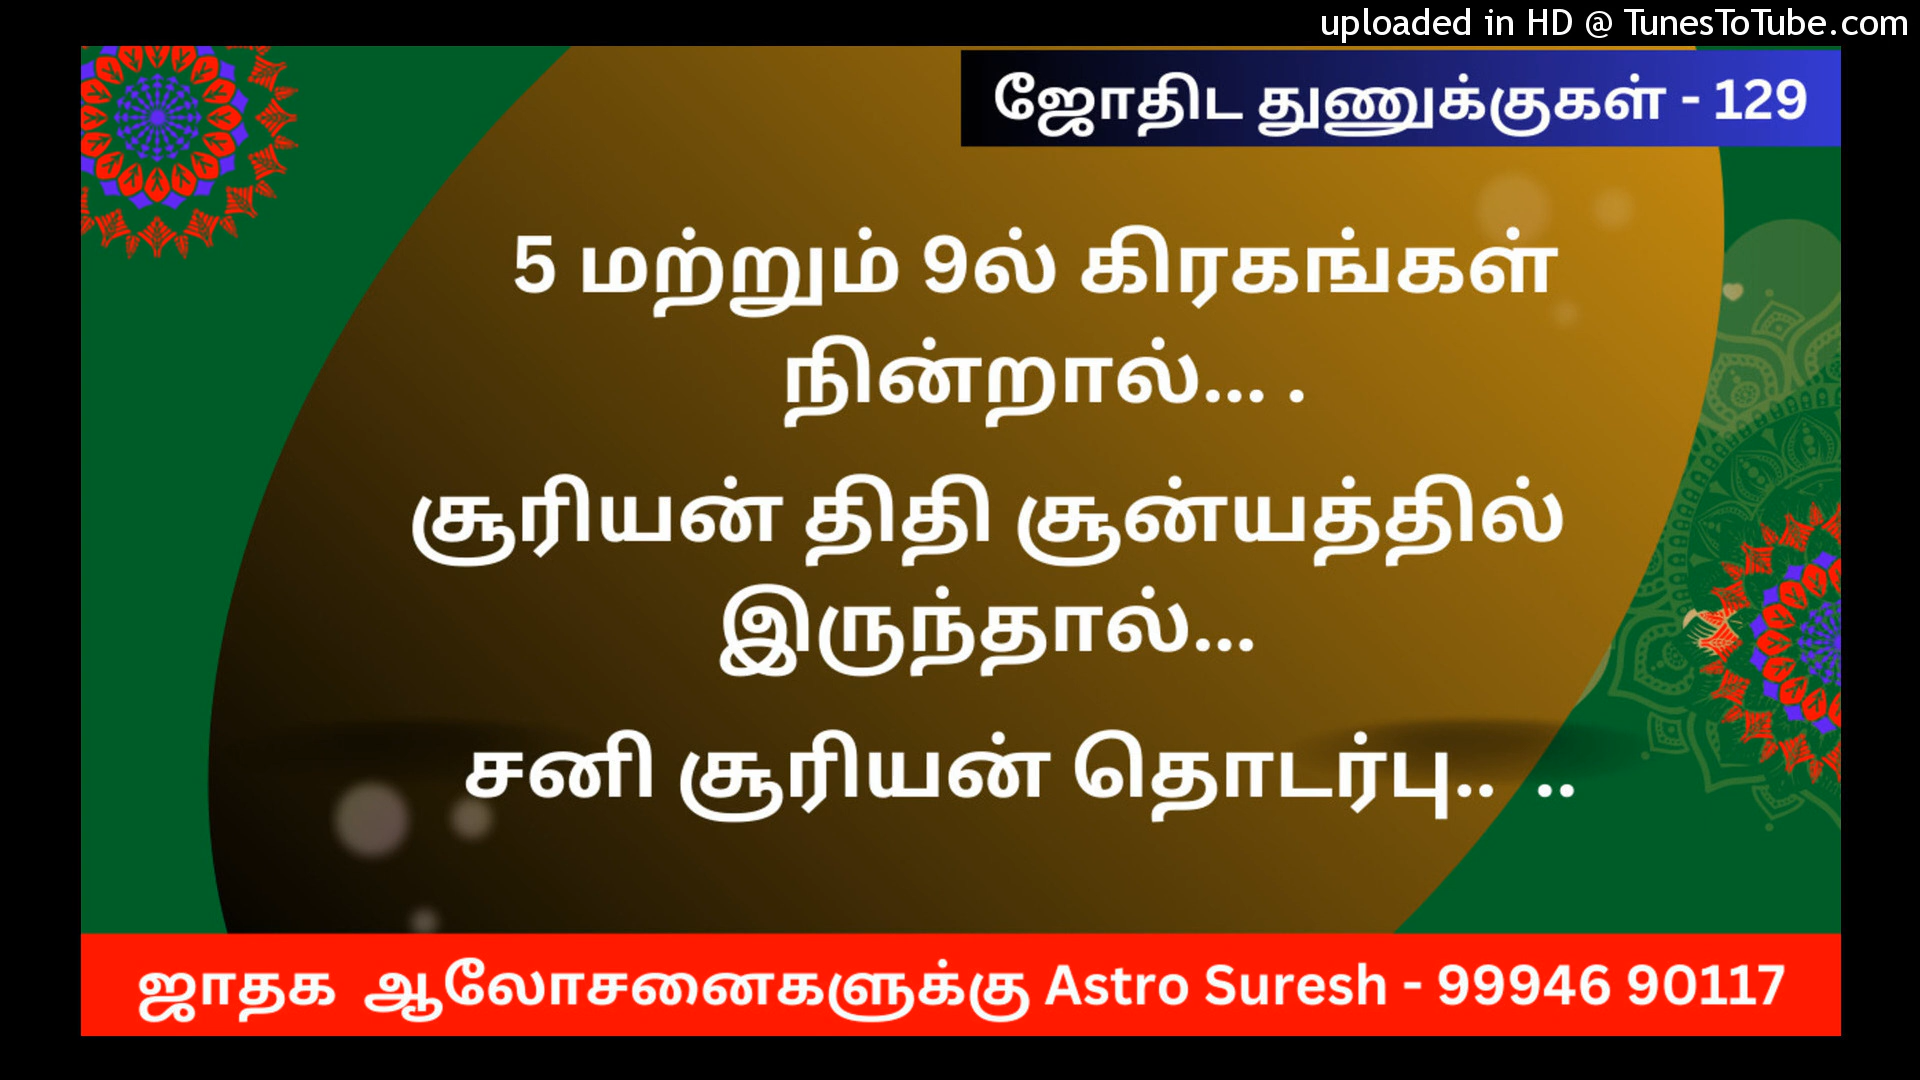 uploaded in HD @ TunesToTube.com
ஜோதிட துணுக்குகள் - 129
5 மற்றும் 9ல் கிரகங்கள்
நின்றால்... .
சூரியன் திதி சூன்யத்தில்
இருந்தால்...
சனி சூரியன் தொடர்பு..  ..
ஜாதக ஆலோசனைகளுக்கு Astro Suresh - 99946 90117